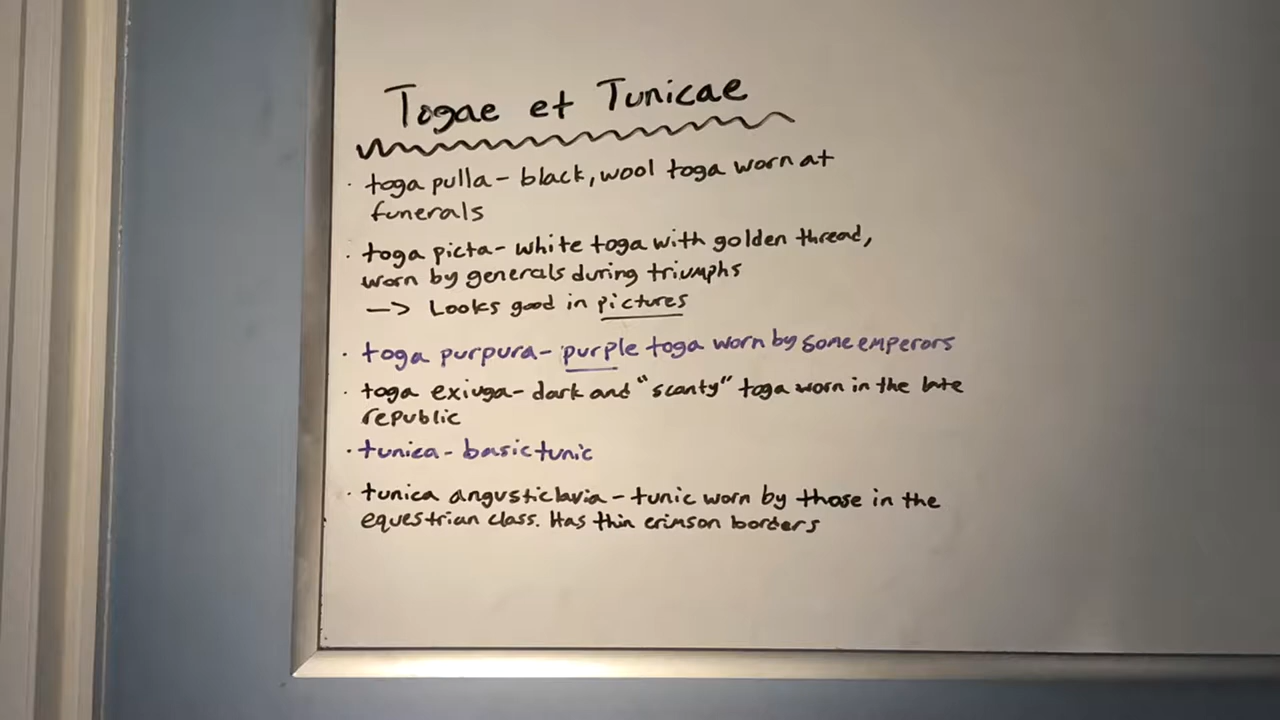 Togae et Tunicae
· toga pulla - black, wool toga worn at
funerals
· toga picta - white toga with golden thread,
worn by generals during triumphs
—> Looks good in pictures
· toga purpura - purple toga worn by some emperors
· toga exiuga - dark and "scanty" toga worn in the late
republic
· tunica - basic tunic
· tunica angusticlavia - tunic worn by those in the
equestrian class. Has thin crimson borders